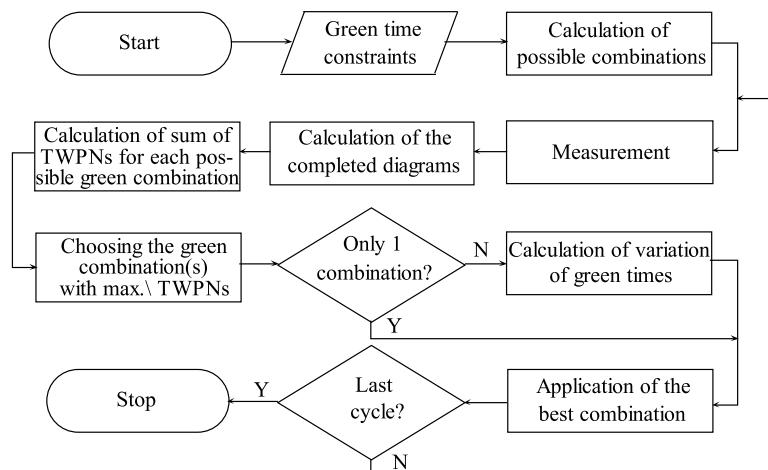 Start
Green time
constraints
Calculation of
possible combinations
Calculation of sum of
TWPNs for each pos-
sible green combination
Calculation of the
completed diagrams
Measurement
Choosing the green
combination(s)
with max.\ TWPNs
Only 1
combination?
N
Calculation of variation
of green times
Y
Stop
Y
Last
cycle?
Application of the
best combination
N